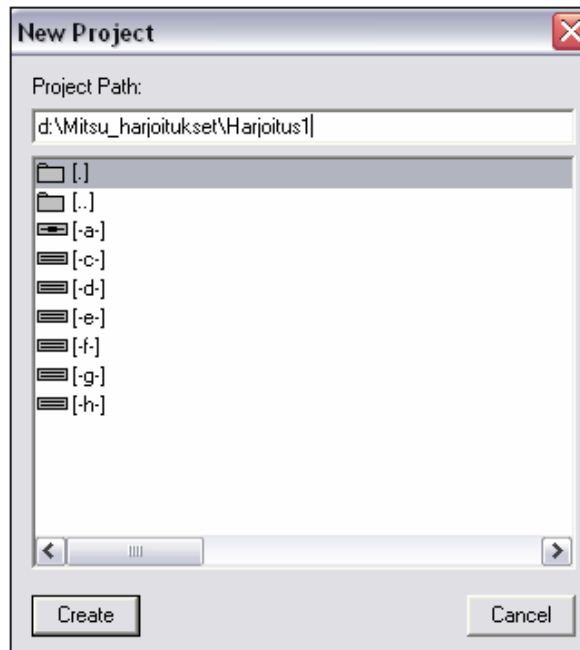 New Project
Project Path:
d:\Mitsu_harjoitukset\Harjoitus1
[.]
[..]
[-a-]
[-c-]
[-d-]
[-e-]
[-f-]
[-g-]
[-h-]
Create Cancel